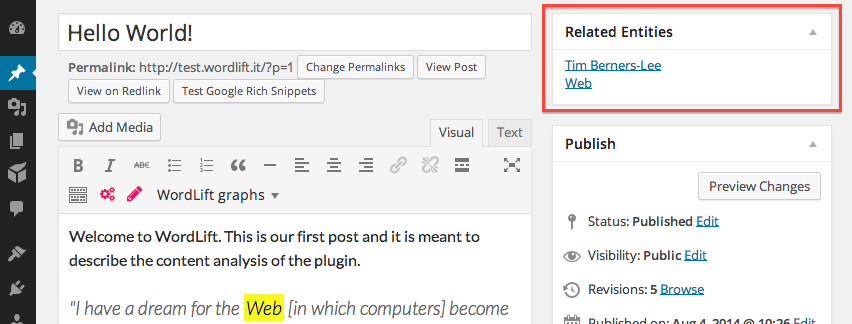 Hello World!
Permalink: http://test.wordlift.it/?p=1 Change Permalinks View Post
View on Redlink Test Google Rich Snippets
Add Media
Visual Text
B I ABC
WordLift graphs
Welcome to WordLift. This is our first post and it is meant to
describe the content analysis of the plugin.
"I have a dream for the Web [in which computers] become
Related Entities
Tim Berners-Lee
Web
Publish
Preview Changes
Status: Published Edit
Visibility: Public Edit
Revisions: 5 Browse
Published on: Aug 4, 2014 @ 10:26 Edit